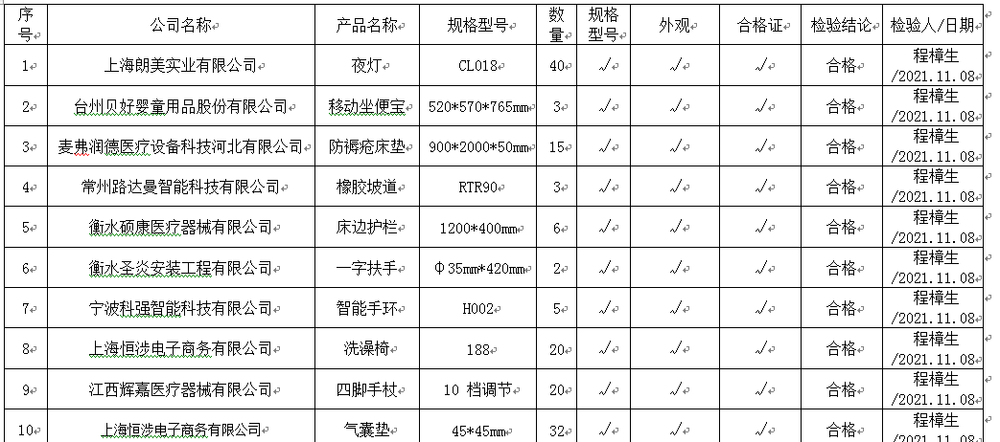 序号 公司名称 产品名称 规格型号 数量 规格型号 外观 合格证 检验结论 检验人/日期
1 上海朗美实业有限公司 夜灯 CL018 40 √ √ √ 合格 程樟生/2021.11.08
2 台州贝好婴童用品股份有限公司 移动坐便宝 520*570*765mm 3 √ √ √ 合格 程樟生/2021.11.08
3 麦弗润德医疗设备科技河北有限公司 防褥疮床垫 900*2000*50mm 15 √ √ √ 合格 程樟生/2021.11.08
4 常州路达曼智能科技有限公司 橡胶坡道 RTR90 3 √ √ √ 合格 程樟生/2021.11.08
5 衡水硕康医疗器械有限公司 床边护栏 1200*400mm 6 √ √ √ 合格 程樟生/2021.11.08
6 衡水圣炎安装工程有限公司 一字扶手 Φ35mm*420mm 2 √ √ √ 合格 程樟生/2021.11.08
7 宁波科强智能科技有限公司 智能手环 H002 5 √ √ √ 合格 程樟生/2021.11.08
8 上海恒涉电子商务有限公司 洗澡椅 188 20 √ √ √ 合格 程樟生/2021.11.08
9 江西辉嘉医疗器械有限公司 四脚手杖 10 档调节 20 √ √ √ 合格 程樟生/2021.11.08
10 上海恒涉电子商务有限公司 气囊垫 45*45mm 32 √ √ √ 合格 程樟生/2021.11.08